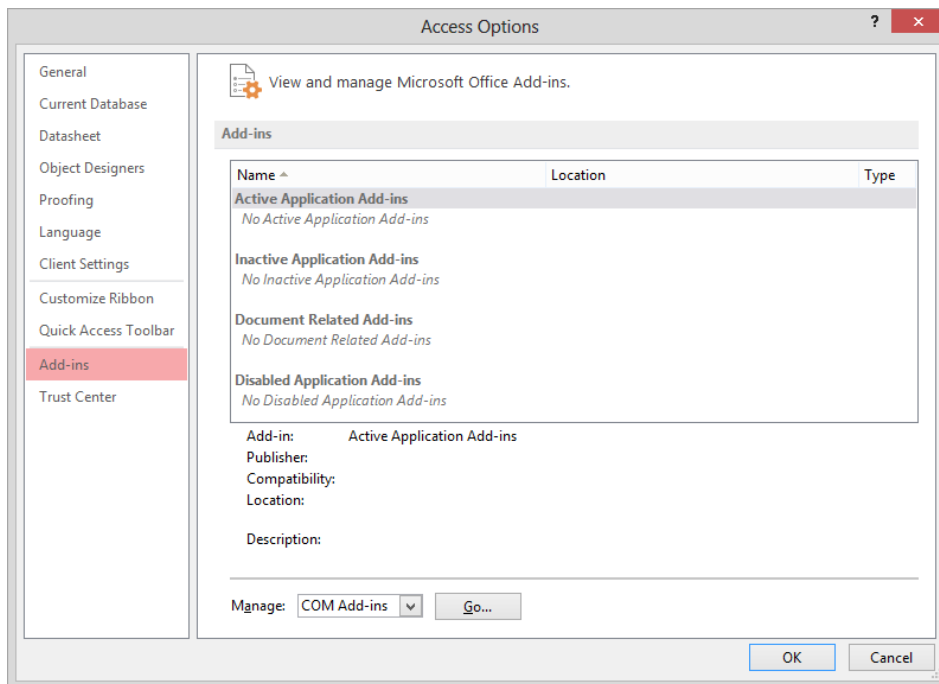 Access Options
?
General
Current Database
Datasheet
Object Designers
Proofing
Language
Client Settings
Customize Ribbon
Quick Access Toolbar
Add-ins
Trust Center
View and manage Microsoft Office Add-ins.
Add-ins
Name Location Type
Active Application Add-ins
No Active Application Add-ins
Inactive Application Add-ins
No Inactive Application Add-ins
Document Related Add-ins
No Document Related Add-ins
Disabled Application Add-ins
No Disabled Application Add-ins
Add-in: Active Application Add-ins
Publisher:
Compatibility:
Location:
Description:
Manage: COM Add-ins Go...
OK Cancel